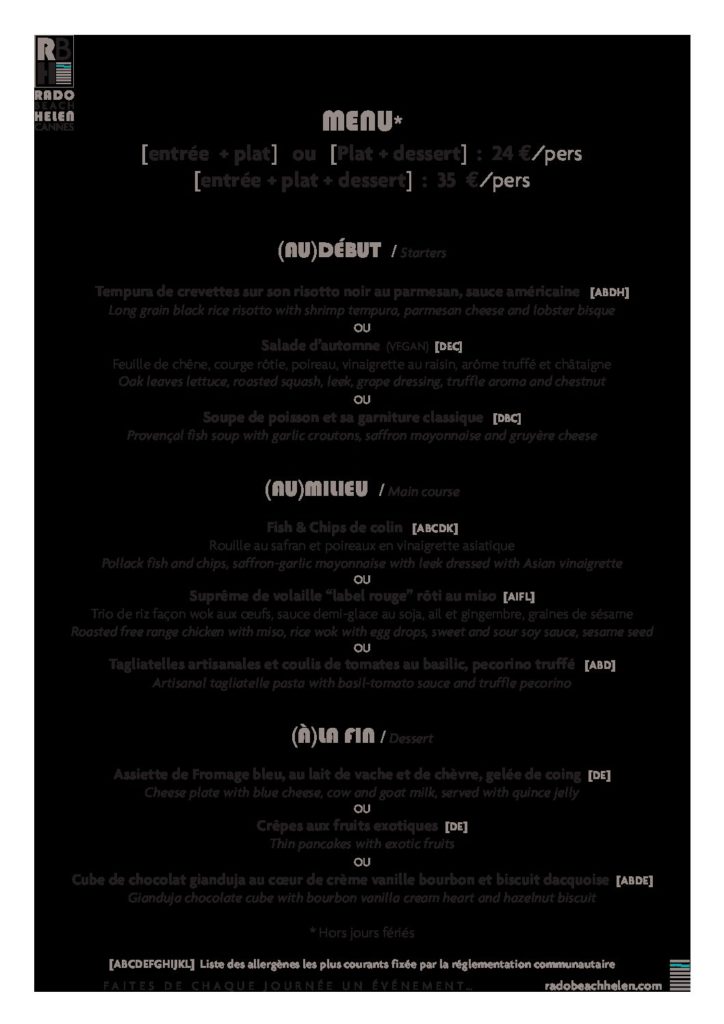 RBH
RADO
BEACH
HELEN
CANNES
MENU*
[entrée + plat] ou [Plat + dessert] : 24 €/pers
[entrée + plat + dessert] : 35 €/pers
(AU)DÉBUT / Starters
Tempura de crevettes sur son risotto noir au parmesan, sauce américaine [ABDH]
Long grain black rice risotto with shrimp tempura, parmesan cheese and lobster bisque
OU
Salade d'automne (VEGAN) [DEC]
Feuille de chêne, courge rôtie, poireau, vinaigrette au raisin, arôme truffé et châtaigne
Oak leaves lettuce, roasted squash, leek, grape dressing, truffle aroma and chestnut
OU
Soupe de poisson et sa garniture classique [DBC]
Provençal fish soup with garlic croutons, saffron mayonnaise and gruyère cheese
(AU)MILIEU / Main course
Fish & Chips de colin [ABCDK]
Rouille au safran et poireaux en vinaigrette asiatique
Pollack fish and chips, saffron-garlic mayonnaise with leek dressed with Asian vinaigrette
OU
Suprême de volaille “label rouge” rôti au miso [AIFL]
Trio de riz façon wok aux œufs, sauce demi-glace au soja, ail et gingembre, graines de sésame
Roasted free range chicken with miso, rice wok with egg drops, sweet and sour soy sauce, sesame seed
OU
Tagliatelles artisanales et coulis de tomates au basilic, pecorino truffé [ABD]
Artisanal tagliatelle pasta with basil-tomato sauce and truffle pecorino
(À)LA FIN / Dessert
Assiette de Fromage bleu, au lait de vache et de chèvre, gelée de coing [DE]
Cheese plate with blue cheese, cow and goat milk, served with quince jelly
OU
Crêpes aux fruits exotiques [DE]
Thin pancakes with exotic fruits
OU
Cube de chocolat gianduja au cœur de crème vanille bourbon et biscuit dacquoise [ABDE]
Gianduja chocolate cube with bourbon vanilla cream heart and hazelnut biscuit
* Hors jours fériés
[ABCDEFGHIJKL] Liste des allergènes les plus courants fixée par la réglementation communautaire
FAITES DE CHAQUE JOURNÉE UN ÉVÉNEMENT...
radobeachhelen.com